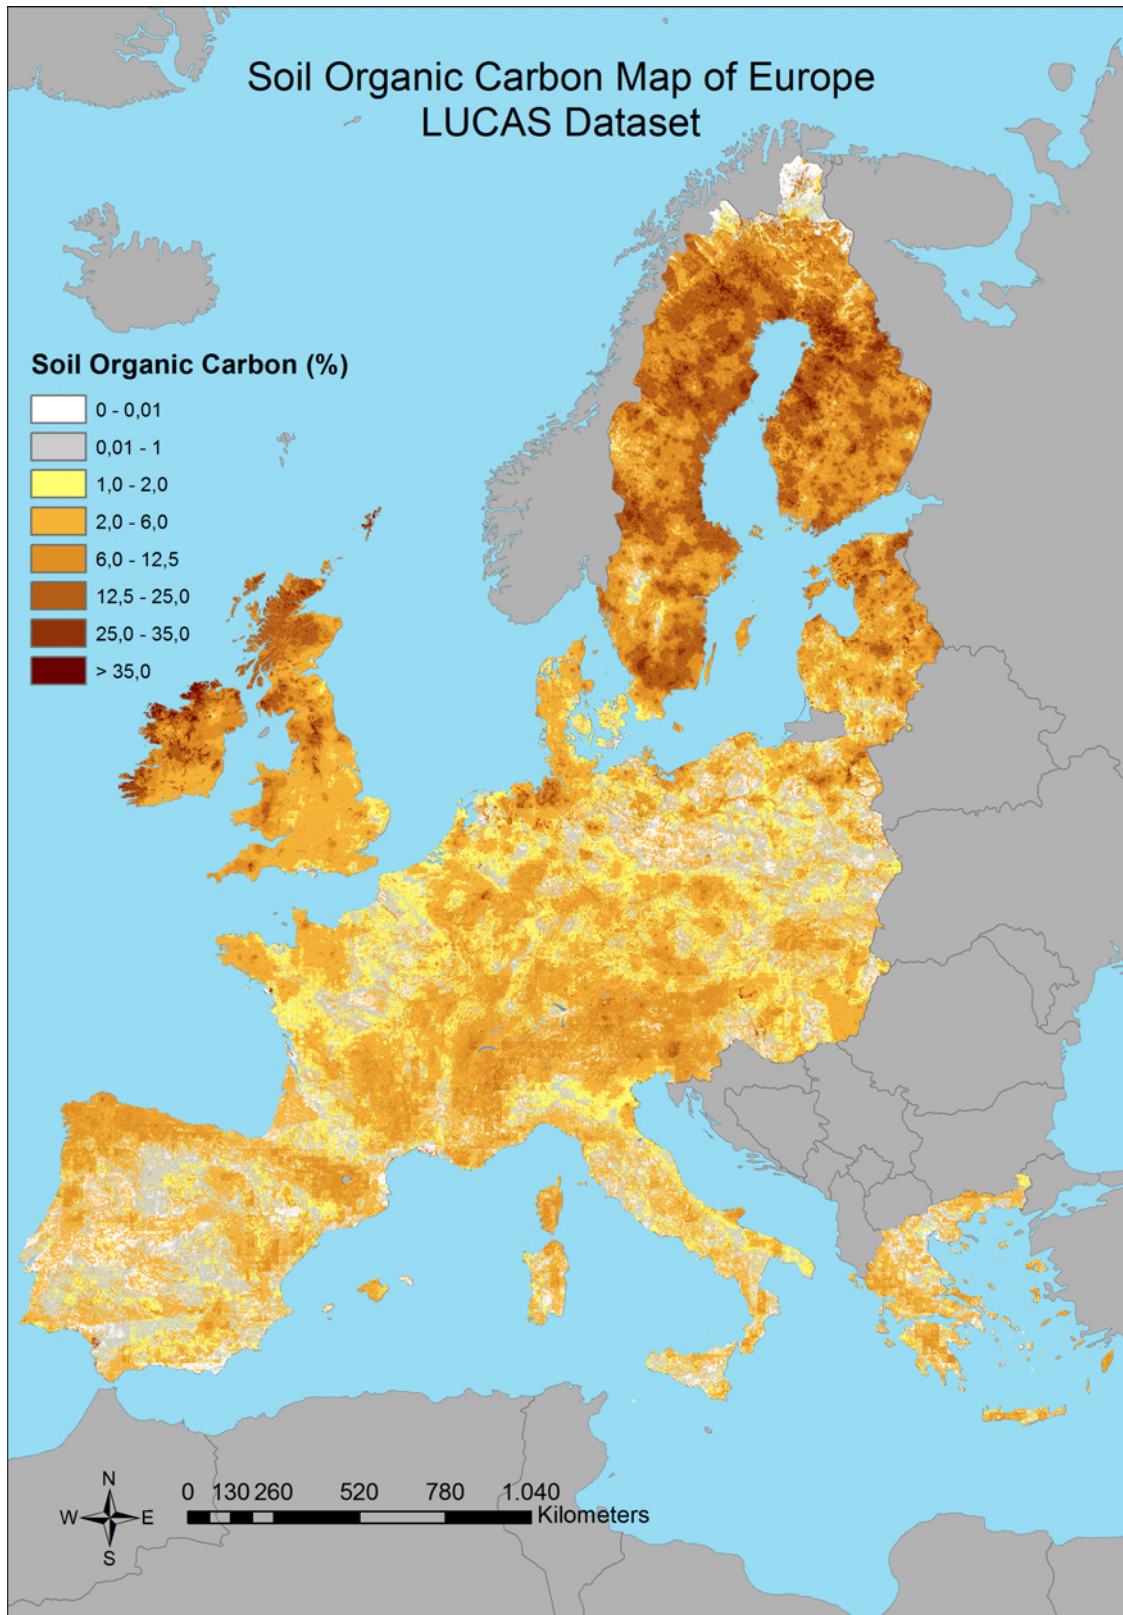 Soil Organic Carbon Map of Europe
LUCAS Dataset
Soil Organic Carbon (%)
0 - 0,01
0,01 - 1
1,0 - 2,0
2,0 - 6,0
6,0 - 12,5
12,5 - 25,0
25,0 - 35,0
> 35,0
N
W E
S
0 130 260 520 780 1.040
Kilometers